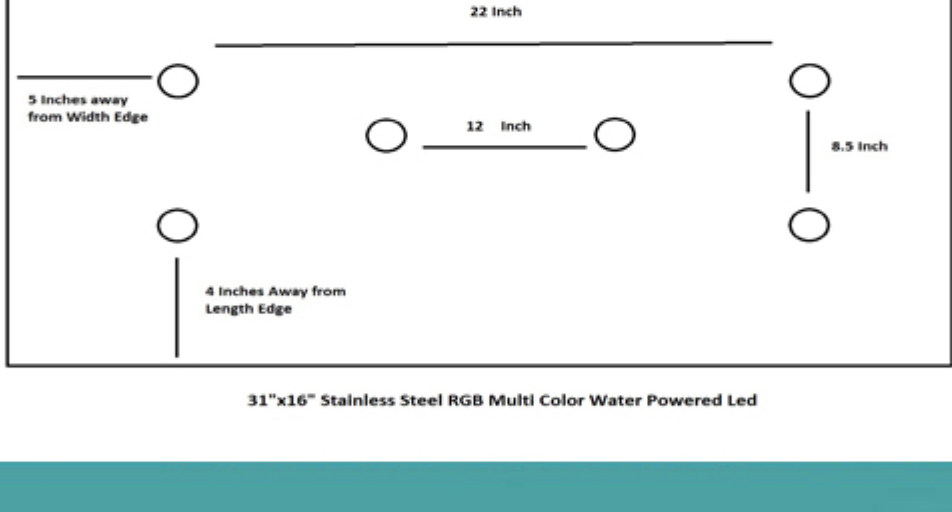 22 Inch
5 Inches away
from Width Edge
12 Inch
8.5 Inch
4 Inches Away from
Length Edge
31"x16" Stainless Steel RGB Multi Color Water Powered Led